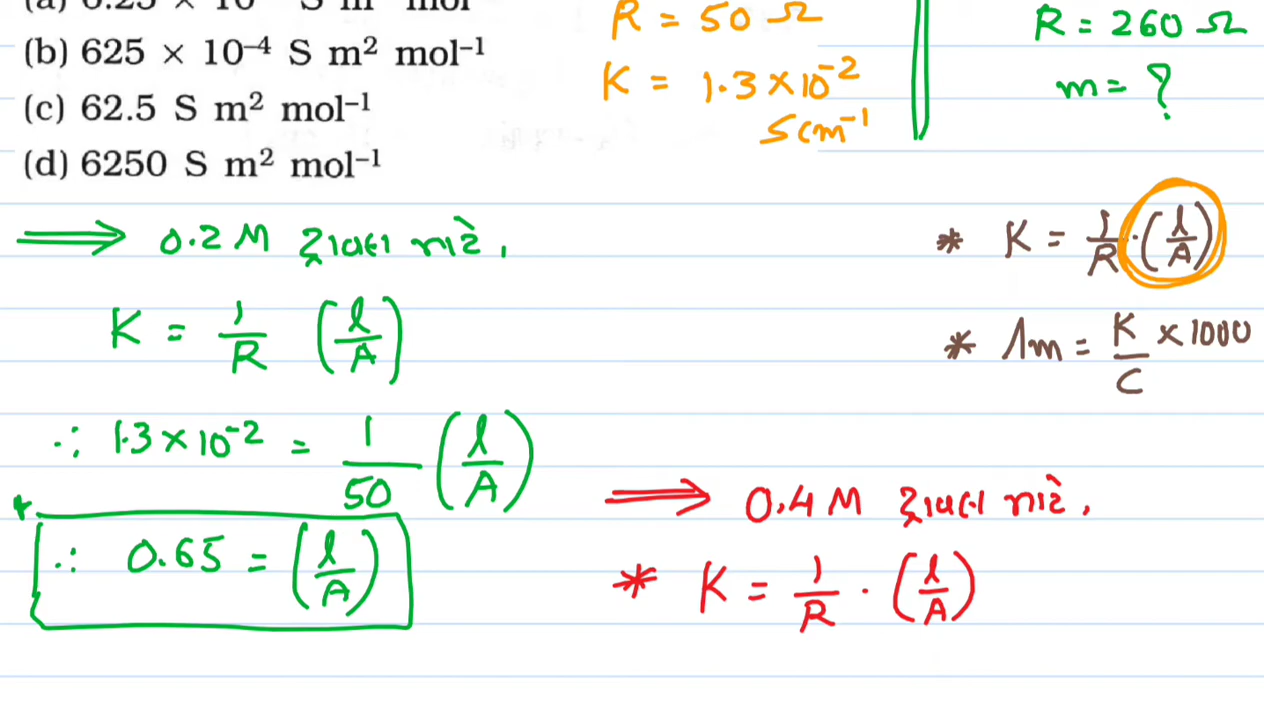 (b) 625 × 10⁻⁴ S m² mol⁻¹
(c) 62.5 S m² mol⁻¹
(d) 6250 S m² mol⁻¹
R = 50 Ω
K = 1.3 × 10⁻²
S cm⁻¹
R = 260 Ω
m = ?
⟹ 0.2 M દ્રાવણ માટે,
K = 1/R (l/A)
∴ 1.3 × 10⁻² = 1/50 (l/A)
∴ 0.65 = (l/A)
* K = 1/R · (l/A)
* Λm = K/C × 1000
⟹ 0.4 M દ્રાવણ માટે,
* K = 1/R · (l/A)